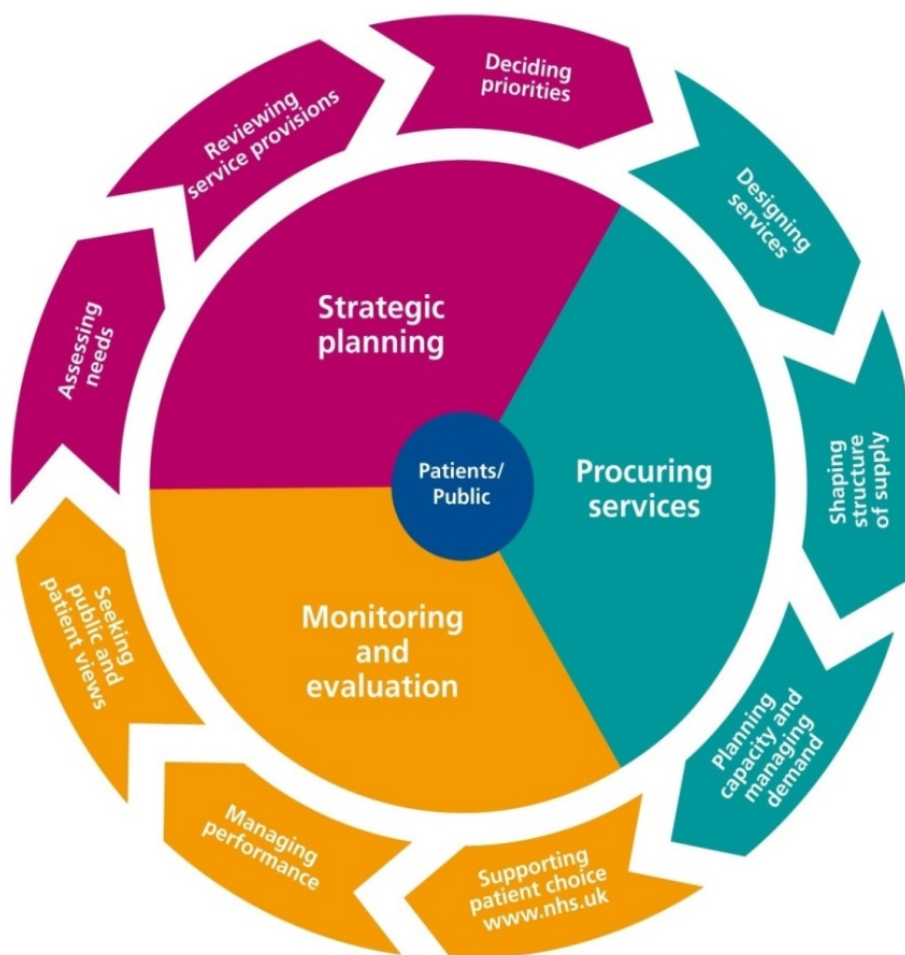 Deciding
priorities
Designing
services
Shaping
structure
of supply
Planning
capacity and
managing
demand
Supporting
patient choice
www.nhs.uk
Managing
performance
Seeking
public and
patient views
Assessing
needs
Reviewing
service provisions
Strategic
planning
Procuring
services
Monitoring
and
evaluation
Patients/
Public